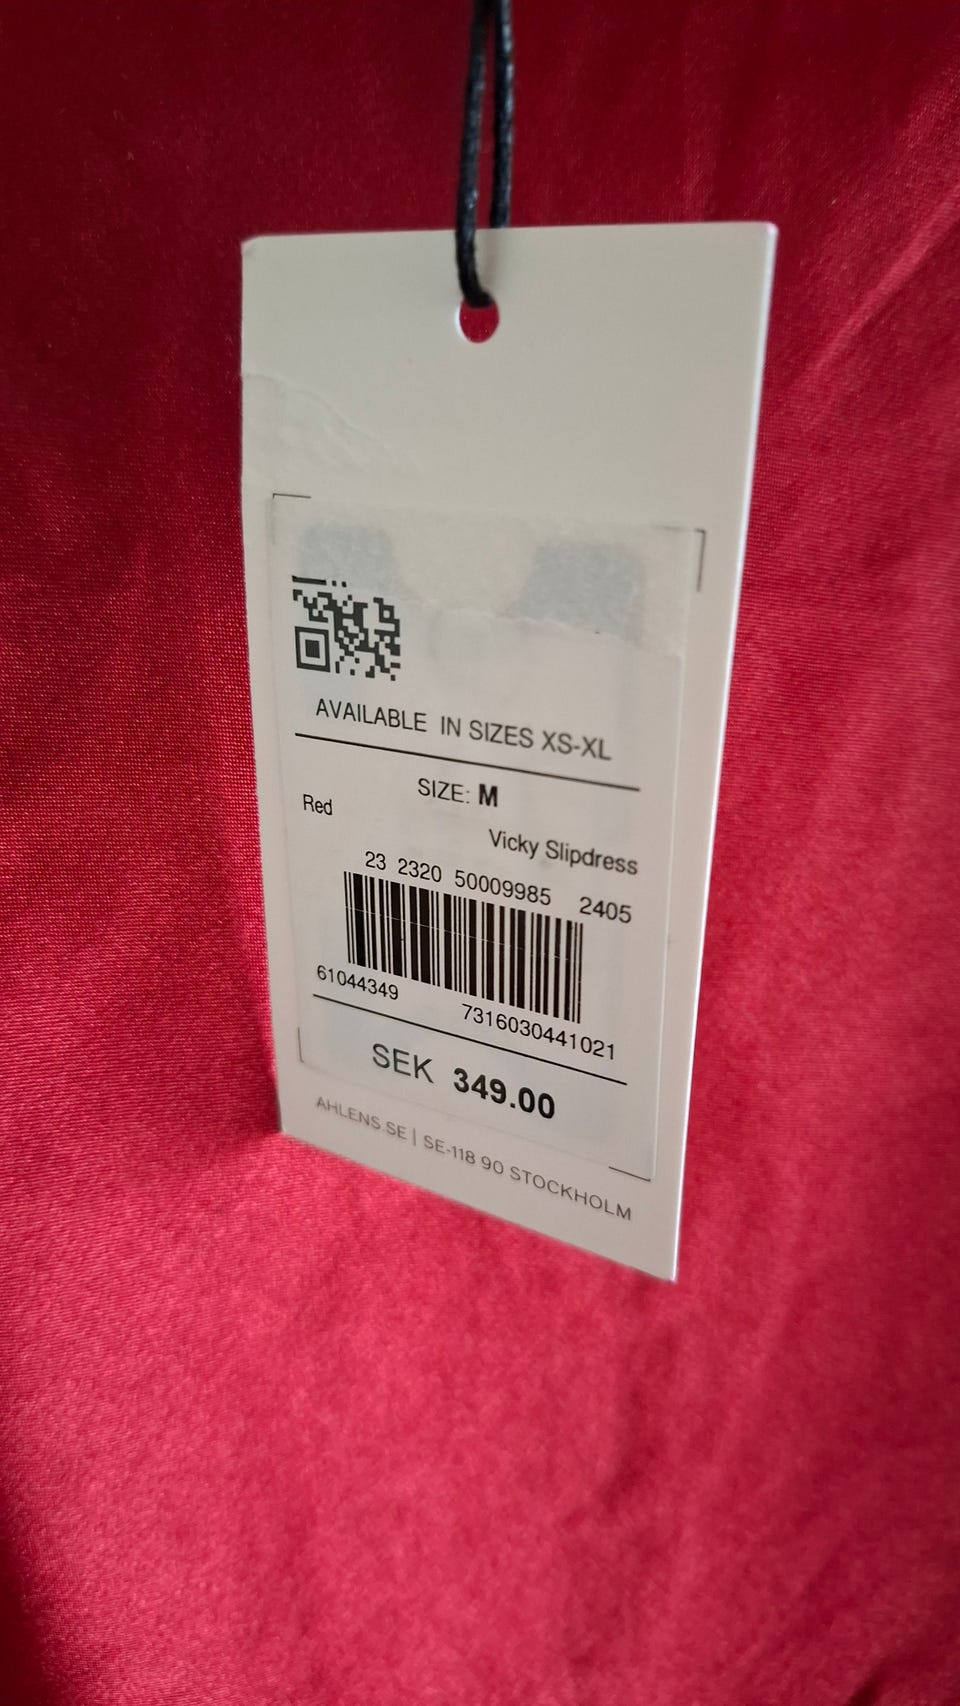 AVAILABLE IN SIZES XS-XL
SIZE: M
Red
Vicky Slipdress
23 2320 50009985 2405
61044349
7316030441021
SEK 349.00
AHLENS.SE | SE-118 90 STOCKHOLM